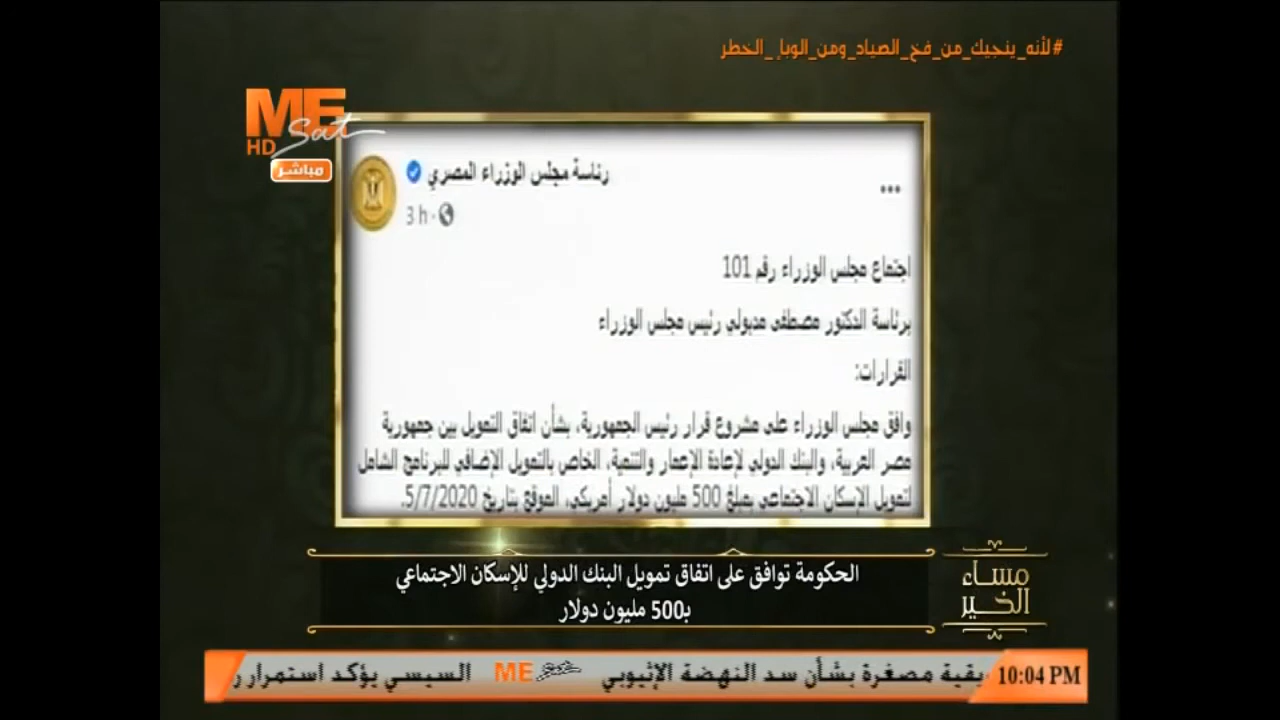 #لأنه_ينجيك_من_فخ_الصياد_ومن_الوبإ_الخطر
ME
Sat
HD
مباشر
رئاسة مجلس الوزراء المصري
3 h
اجتماع مجلس الوزراء رقم 101
برئاسة الدكتور مصطفى مدبولي رئيس مجلس الوزراء
القرارات:
وافق مجلس الوزراء على مشروع قرار رئيس الجمهورية، بشأن اتفاق التمويل بين جمهورية
مصر العربية، والبنك الدولي لإعادة الإعمار والتنمية، الخاص بالتمويل الإضافي للبرنامج الشامل
لتمويل الإسكان الاجتماعي بمبلغ 500 مليون دولار أمريكي، الموقع بتاريخ 5/7/2020.
الحكومة توافق على اتفاق تمويل البنك الدولي للإسكان الاجتماعي
بـ500 مليون دولار
مساء
الخير
10:04 PM
يقية مصغرة بشأن سد النهضة الإثيوبي ME Sat السيسي يؤكد استمرار